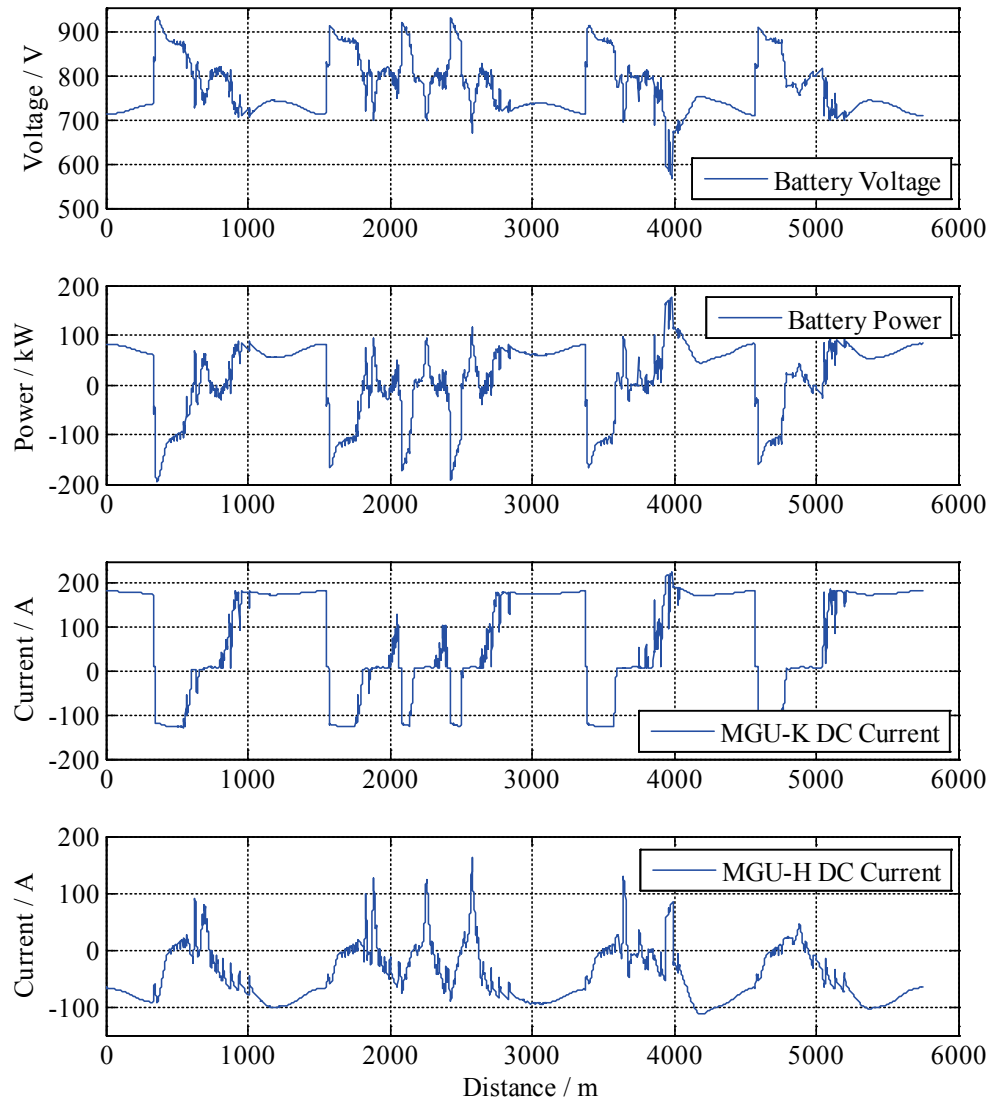 900
800
700
600
500
Voltage / V
Battery Voltage
0 1000 2000 3000 4000 5000 6000
200
100
0
-100
-200
Power / kW
Battery Power
0 1000 2000 3000 4000 5000 6000
200
100
0
-100
-200
Current / A
MGU-K DC Current
0 1000 2000 3000 4000 5000 6000
200
100
0
-100
Current / A
MGU-H DC Current
0 1000 2000 3000 4000 5000 6000
Distance / m